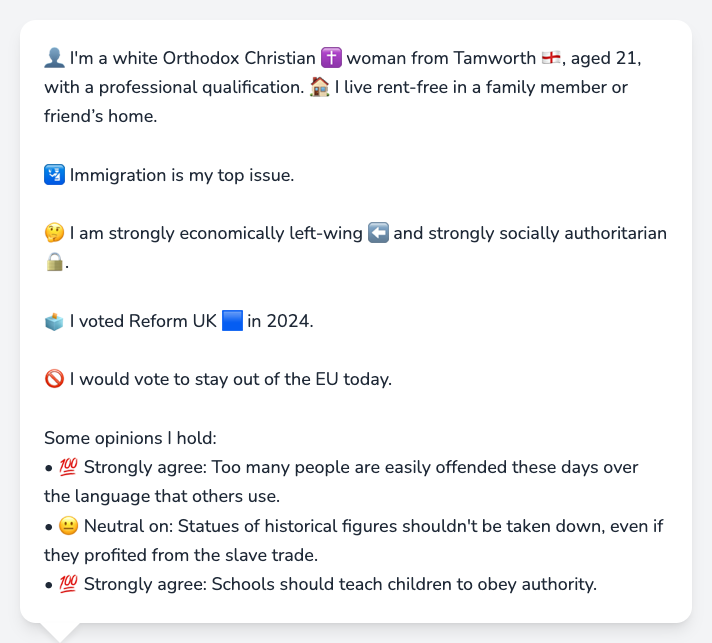 👤 I'm a white Orthodox Christian ✝️ woman from Tamworth 🏴󠁧󠁢󠁥󠁮󠁧󠁿, aged 21,
with a professional qualification. 🏠 I live rent-free in a family member or
friend’s home.
🛂 Immigration is my top issue.
🤔 I am strongly economically left-wing ⬅️ and strongly socially authoritarian
🔒.
🗳️ I voted Reform UK 🟦 in 2024.
🚫 I would vote to stay out of the EU today.
Some opinions I hold:
• 💯 Strongly agree: Too many people are easily offended these days over
the language that others use.
• 😐 Neutral on: Statues of historical figures shouldn't be taken down, even if
they profited from the slave trade.
• 💯 Strongly agree: Schools should teach children to obey authority.